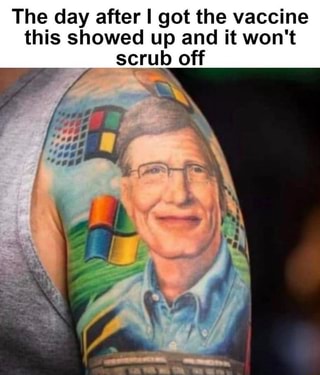 The day after I got the vaccine
this showed up and it won't
scrub off